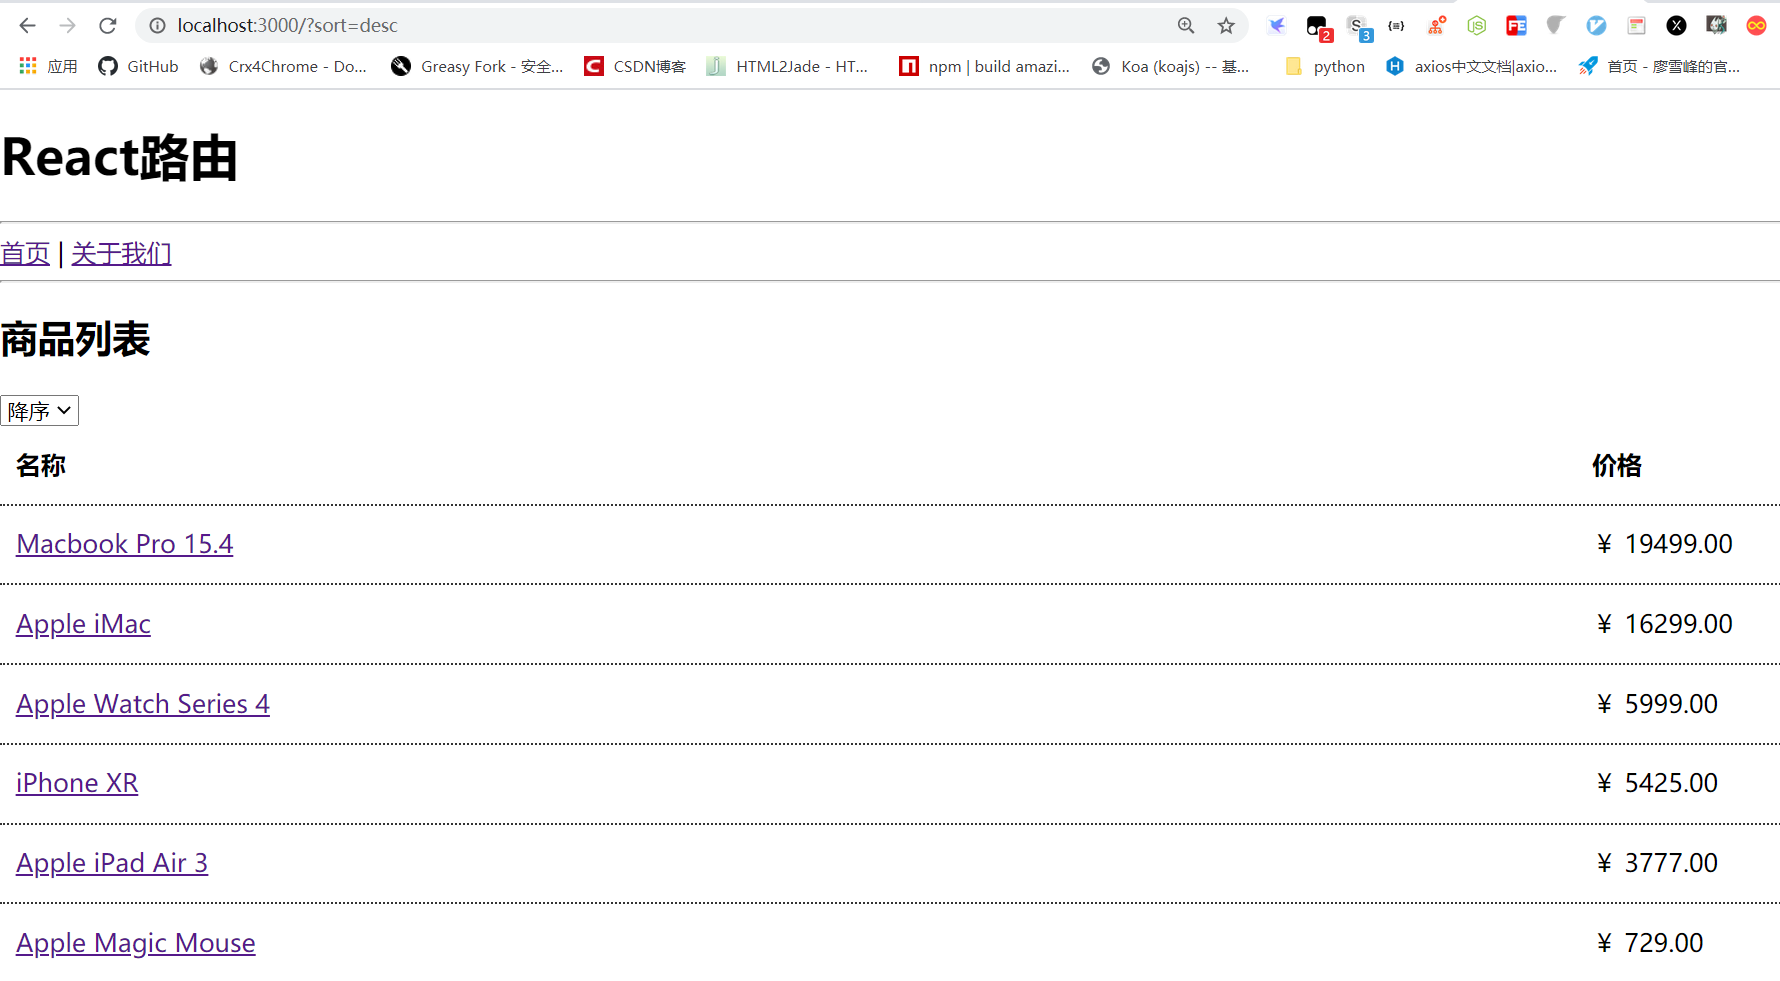 localhost:3000/?sort=desc
2 S 3 {≡} JS FE X
应用 GitHub Crx4Chrome - Do... Greasy Fork - 安全... C CSDN博客 HTML2Jade - HT... npm | build amazi... Koa (koajs) -- 基... python H axios中文文档|axio... 首页 - 廖雪峰的官...
React路由
首页 | 关于我们
商品列表
降序
名称 价格
Macbook Pro 15.4 ￥ 19499.00
Apple iMac ￥ 16299.00
Apple Watch Series 4 ￥ 5999.00
iPhone XR ￥ 5425.00
Apple iPad Air 3 ￥ 3777.00
Apple Magic Mouse ￥ 729.00